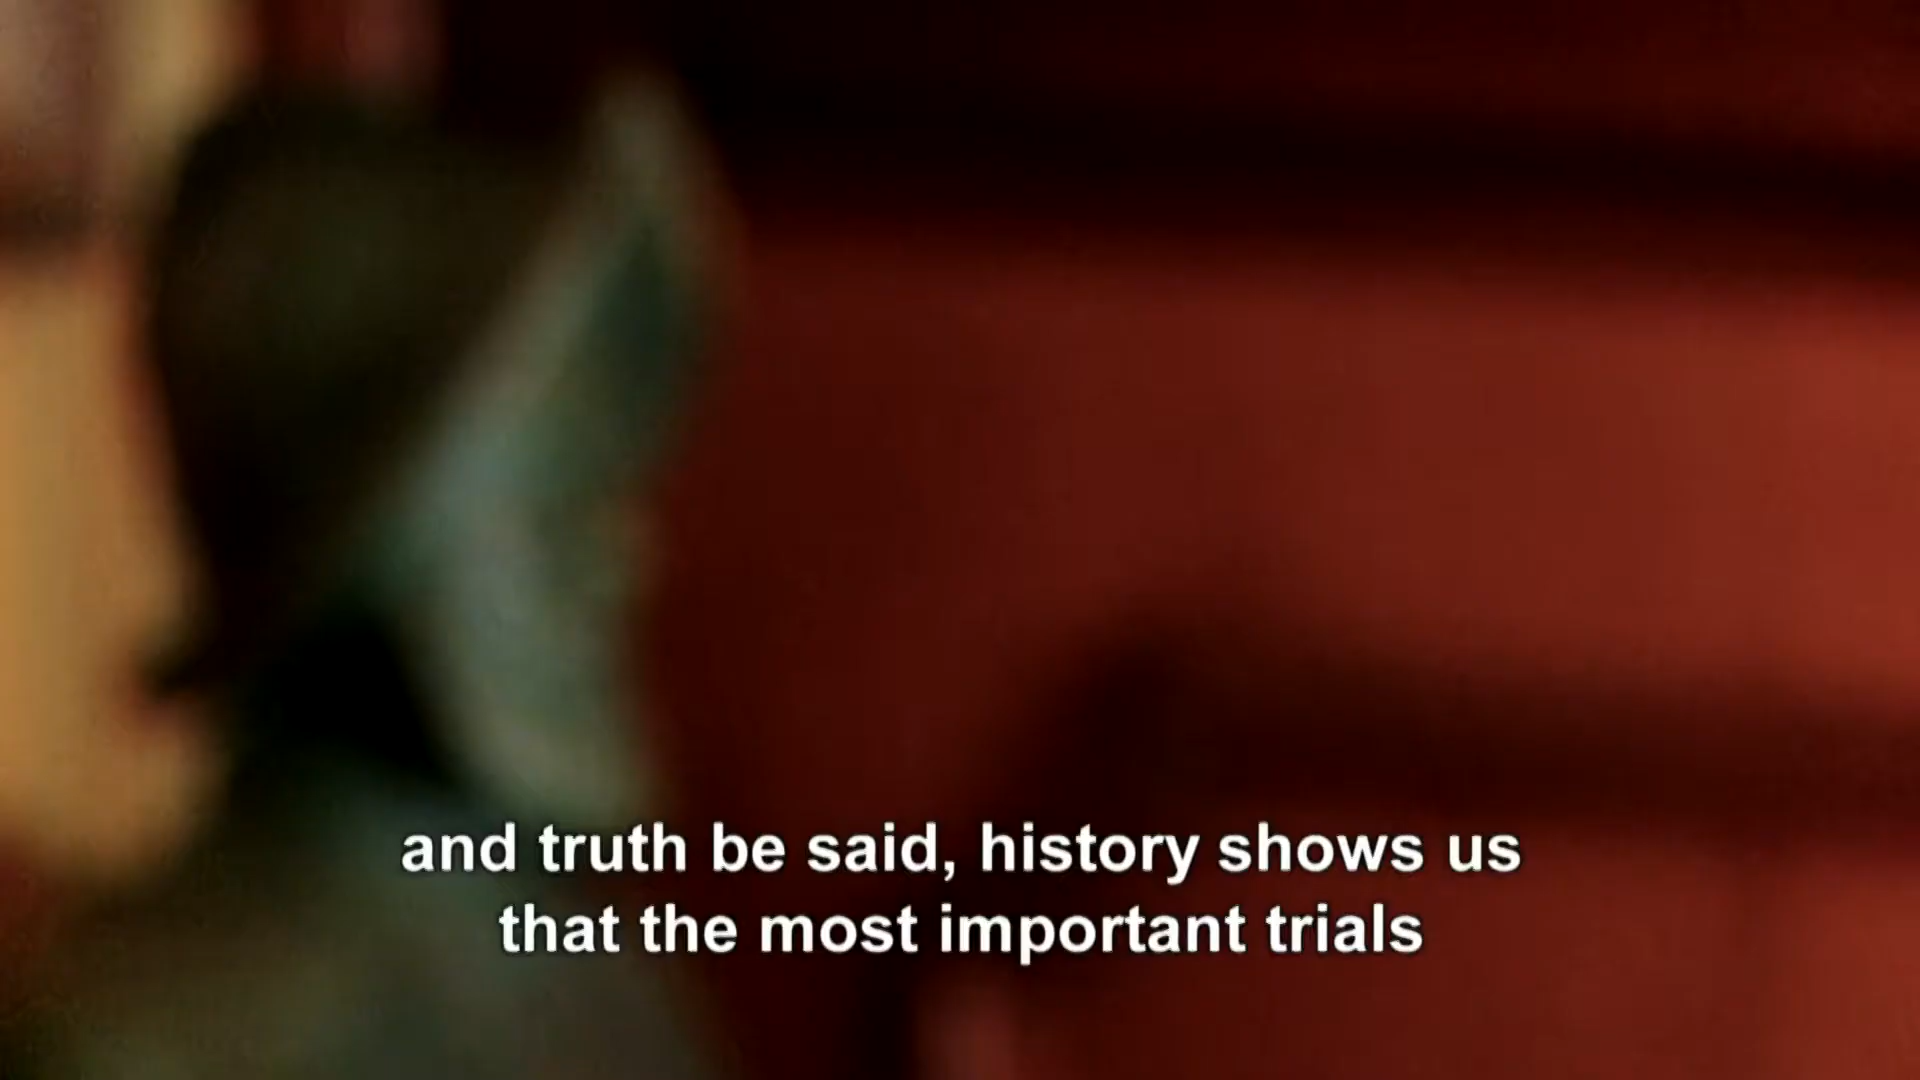 and truth be said, history shows us
that the most important trials